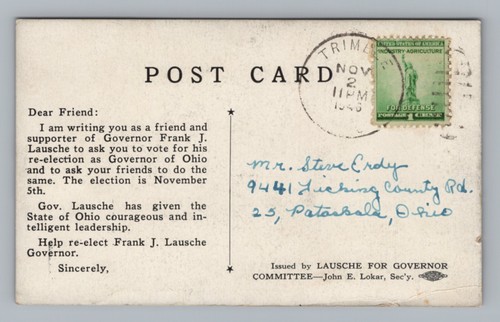 POST CARD
TRIMBLE
NOV
2
11 PM
1946
UNITED STATES OF AMERICA
INDUSTRY AGRICULTURE
FOR DEFENSE
POSTAGE 1 CENT
Dear Friend:
I am writing you as a friend and
supporter of Governor Frank J.
Lausche to ask you to vote for his
re-election as Governor of Ohio
and to ask your friends to do the
same. The election is November
5th.
Gov. Lausche has given the
State of Ohio courageous and in-
telligent leadership.
Help re-elect Frank J. Lausche
Governor.
Sincerely,
Mr. Steve Erdy
9441 Licking County Rd.
25, Pataskala, Ohio
Issued by LAUSCHE FOR GOVERNOR
COMMITTEE—John E. Lokar, Sec'y.